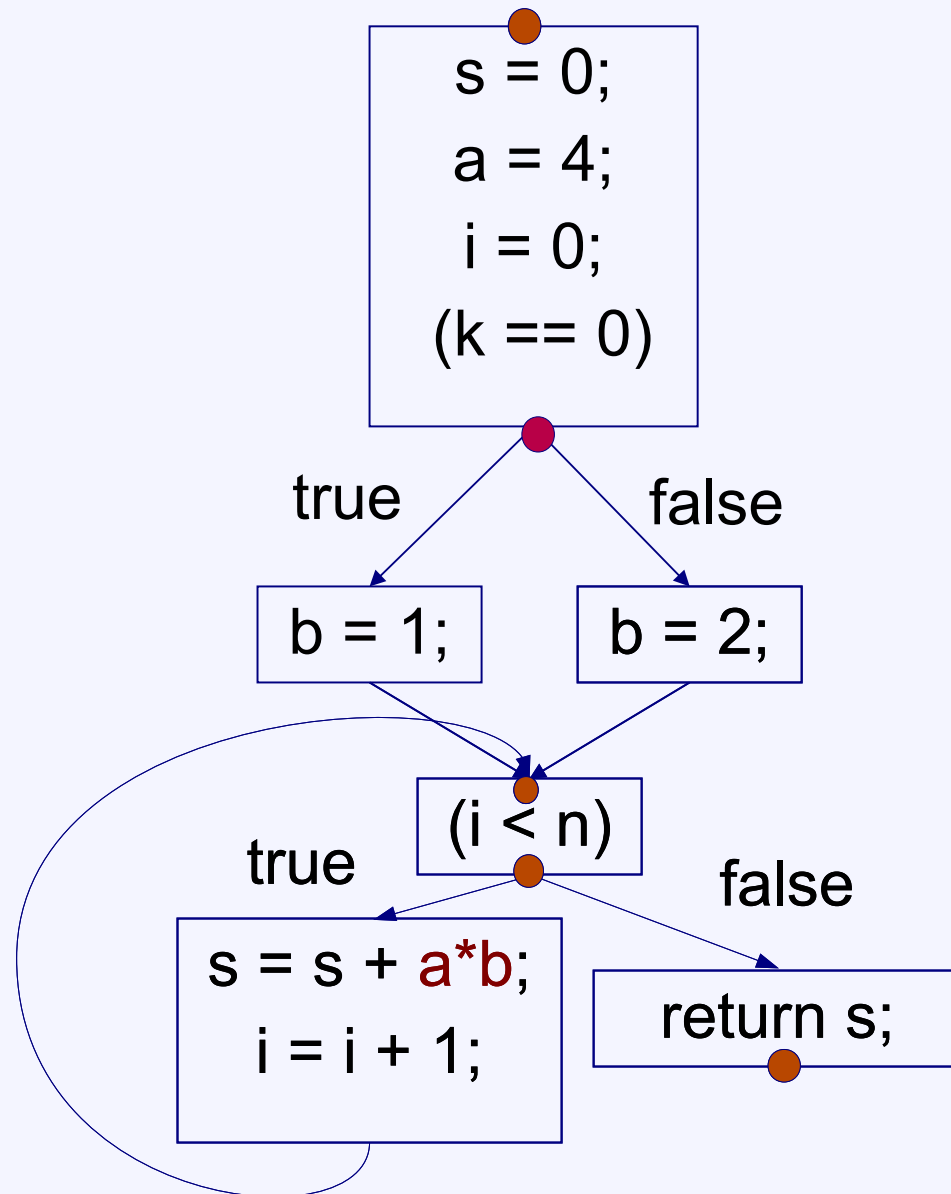 s = 0;
a = 4;
i = 0;
(k == 0)
true
false
b = 1;
b = 2;
(i < n)
true
false
s = s + a*b;
i = i + 1;
return s;